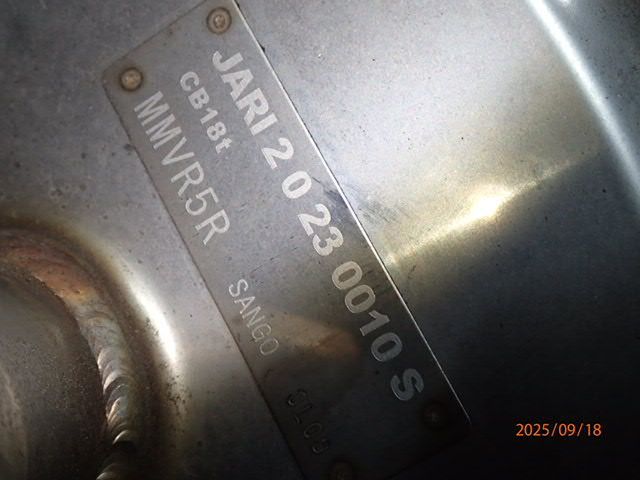 JARI 2 0 23 0010 S
CB18t
MMVR5R SANGO
2025/09/18